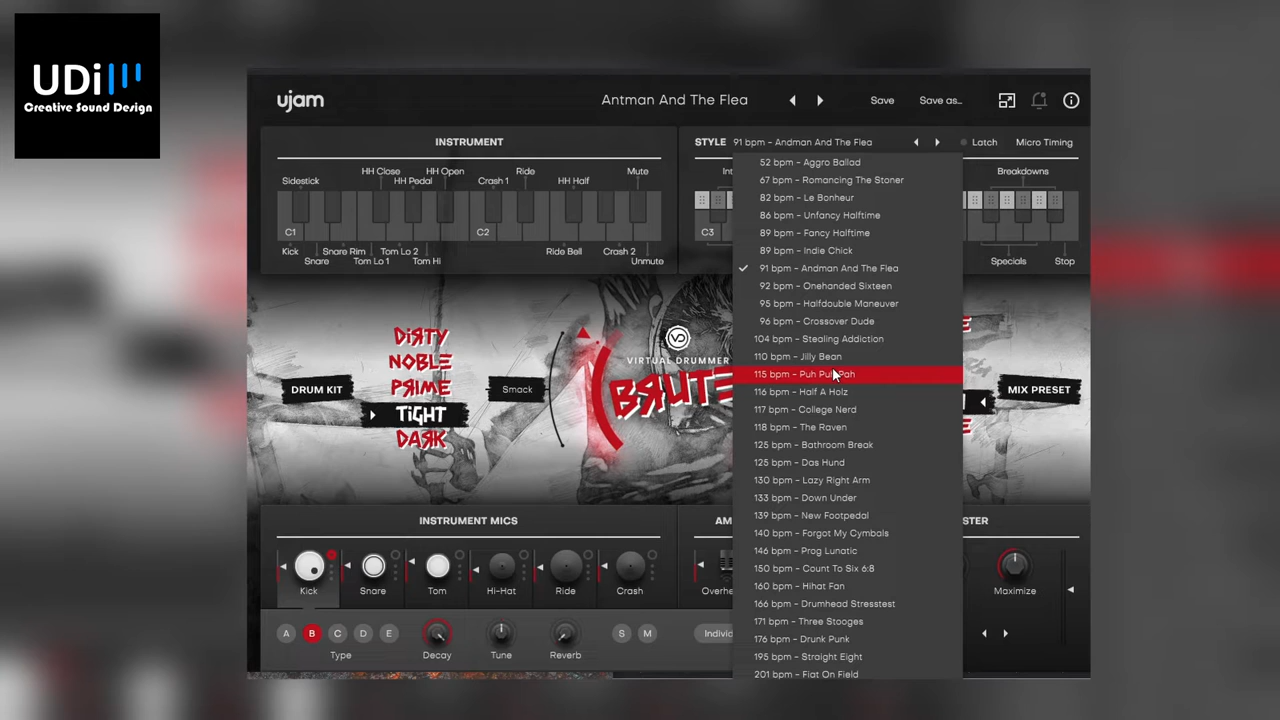 UDi
Creative Sound Design
ujam
Antman And The Flea
Save
Save as...
INSTRUMENT
STYLE
91 bpm - Andman And The Flea
Latch
Micro Timing
HH Close
HH Open
Ride
Mute
Sidestick
HH Pedal
Crash 1
HH Half
C1
C2
Kick
Snare Rim
Tom Lo 2
Ride Bell
Crash 2
Snare
Tom Lo 1
Tom Hi
Unmute
C3
Breakdowns
Specials
Stop
52 bpm - Aggro Ballad
67 bpm - Romancing The Stoner
82 bpm - Le Bonheur
86 bpm - Unfancy Halftime
89 bpm - Fancy Halftime
89 bpm - Indie Chick
91 bpm - Andman And The Flea
92 bpm - Onehanded Sixteen
95 bpm - Halfdouble Maneuver
96 bpm - Crossover Dude
104 bpm - Stealing Addiction
110 bpm - Jilly Bean
115 bpm - Puh Puh Pah
116 bpm - Half A Holz
117 bpm - College Nerd
118 bpm - The Raven
125 bpm - Bathroom Break
125 bpm - Das Hund
130 bpm - Lazy Right Arm
133 bpm - Down Under
139 bpm - New Footpedal
140 bpm - Forgot My Cymbals
146 bpm - Prog Lunatic
150 bpm - Count To Six 6:8
160 bpm - Hihat Fan
166 bpm - Drumhead Stresstest
171 bpm - Three Stooges
176 bpm - Drunk Punk
195 bpm - Straight Eight
201 bpm - Fiat On Field
DRUM KIT
DIRTY
NOBLE
PRIME
TIGHT
DARK
Smack
VD
VIRTUAL DRUMMER
BRUTE
MIX PRESET
INSTRUMENT MICS
Kick
Snare
Tom
Hi-Hat
Ride
Crash
Maximize
A
B
C
D
E
Type
Decay
Tune
Reverb
S
M